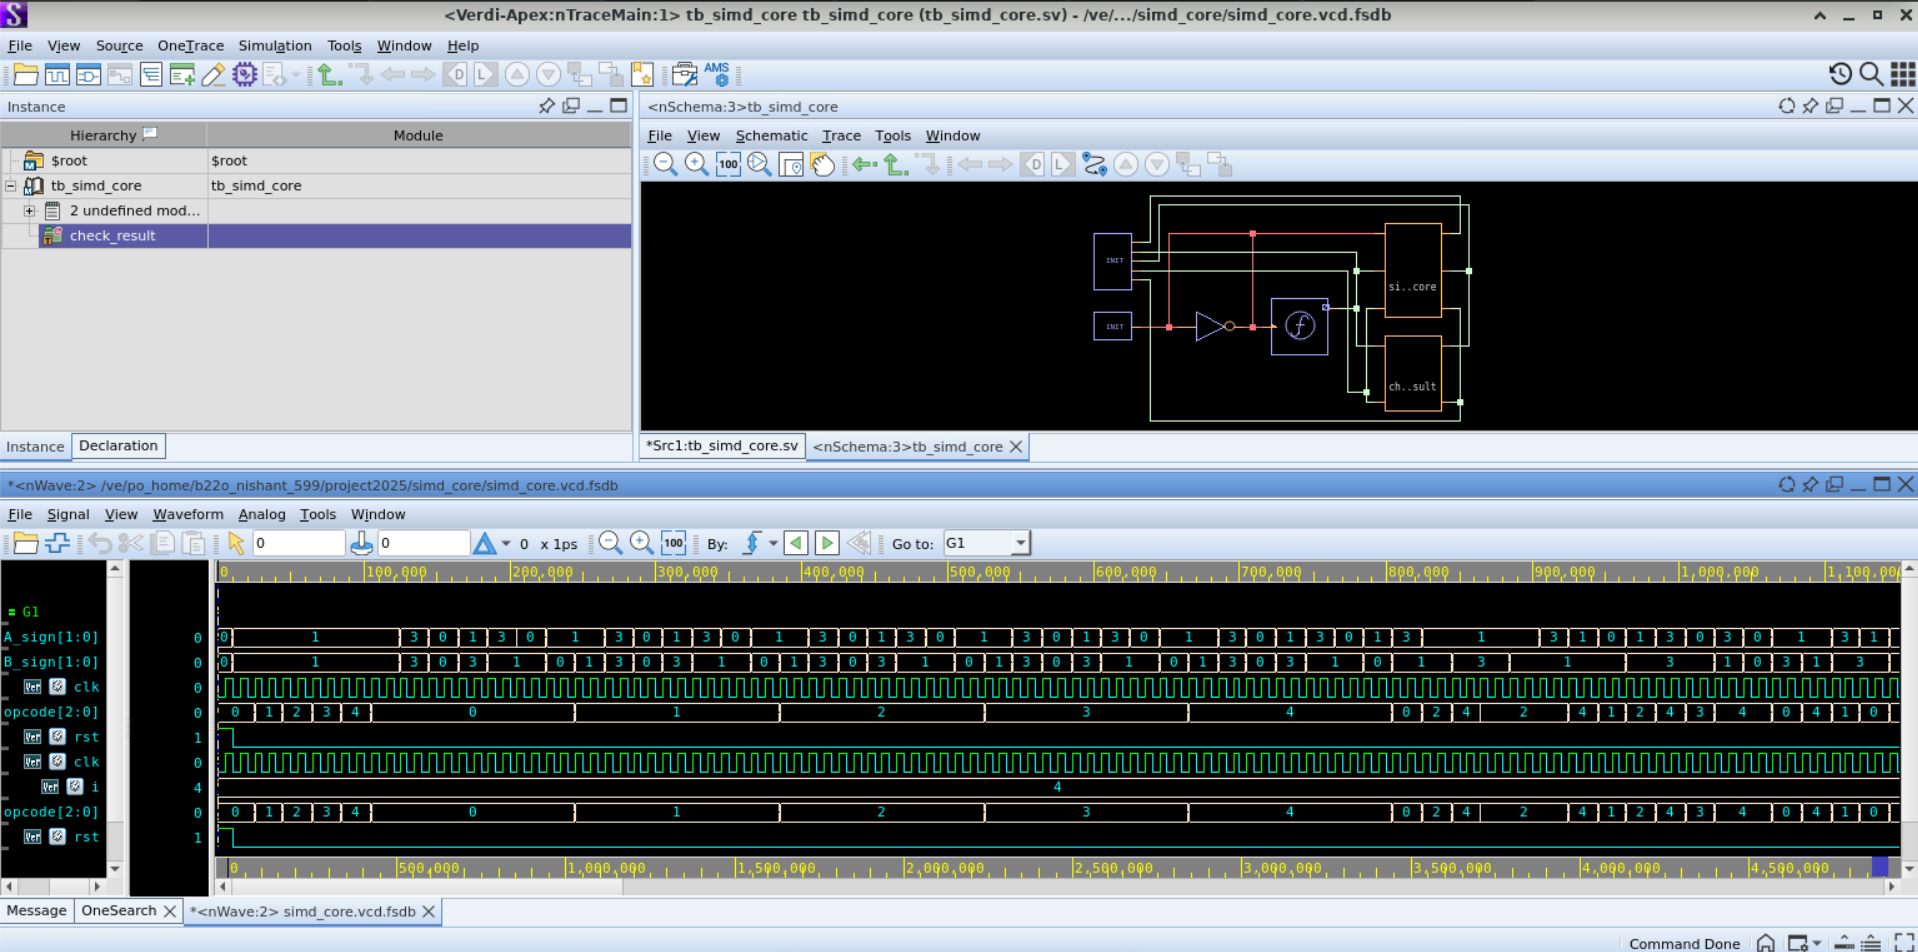 <Verdi-Apex:nTraceMain:1> tb_simd_core tb_simd_core (tb_simd_core.sv) - /ve/.../simd_core/simd_core.vcd.fsdb
File View Source OneTrace Simulation Tools Window Help
D L AMS
Instance
Hierarchy Module
$root $root
tb_simd_core tb_simd_core
2 undefined mod...
check_result
Instance Declaration
<nSchema:3>tb_simd_core
File View Schematic Trace Tools Window
100 D L
INIT
si..core
INIT
f
ch..sult
*Src1:tb_simd_core.sv <nSchema:3>tb_simd_core
*<nWave:2> /ve/po_home/b22o_nishant_599/project2025/simd_core/simd_core.vcd.fsdb
File Signal View Waveform Analog Tools Window
0 0 0 x 1ps 100 By: Go to: G1
0 100,000 200,000 300,000 400,000 500,000 600,000 700,000 800,000 900,000 1,000,000 1,100,00
= G1
A_sign[1:0] 0 0 1 3 0 1 3 0 1 3 0 1 3 0 1 3 0 1 3 0 1 3 0 1 3 0 1 3 0 1 3 0 1 3 1 3 1 0 1 3 0 3 0 1 3 1
B_sign[1:0] 0 0 1 3 0 3 1 0 1 3 0 3 1 0 1 3 0 3 1 0 1 3 0 3 1 0 1 3 0 3 1 0 1 3 1 3 1 0 3 1 3
Ver clk 0
opcode[2:0] 0 0 1 2 3 4 0 1 2 3 4 0 2 4 2 4 1 2 4 3 4 0 4 1 0
Ver rst 1
Ver clk 0
Ver i 4 4
opcode[2:0] 0 0 1 2 3 4 0 1 2 3 4 0 2 4 2 4 1 2 4 3 4 0 4 1 0
Ver rst 1
0 500,000 1,000,000 1,500,000 2,000,000 2,500,000 3,000,000 3,500,000 4,000,000 4,500,000
Message OneSearch *<nWave:2> simd_core.vcd.fsdb
Command Done